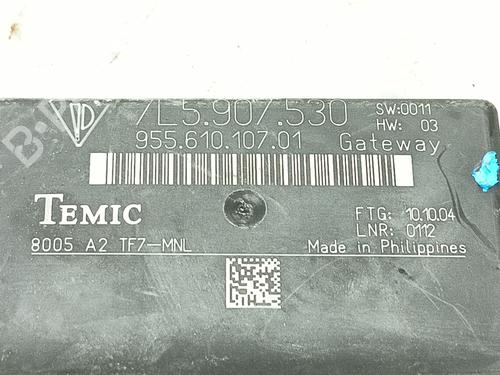 7L5.907.530
SW:0011
HW: 03
955.610.107.01
Gateway
TEMIC
FTG: 10.10.04
LNR: 0112
8005 A2 TF7-MNL
Made in Philippines